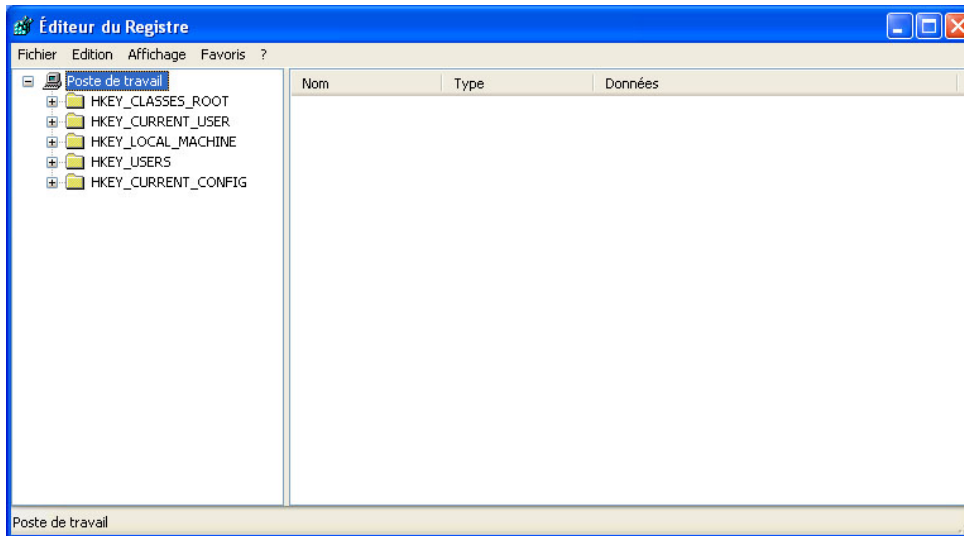 Éditeur du Registre
Fichier Edition Affichage Favoris ?
Poste de travail
HKEY_CLASSES_ROOT
HKEY_CURRENT_USER
HKEY_LOCAL_MACHINE
HKEY_USERS
HKEY_CURRENT_CONFIG
Nom Type Données
Poste de travail